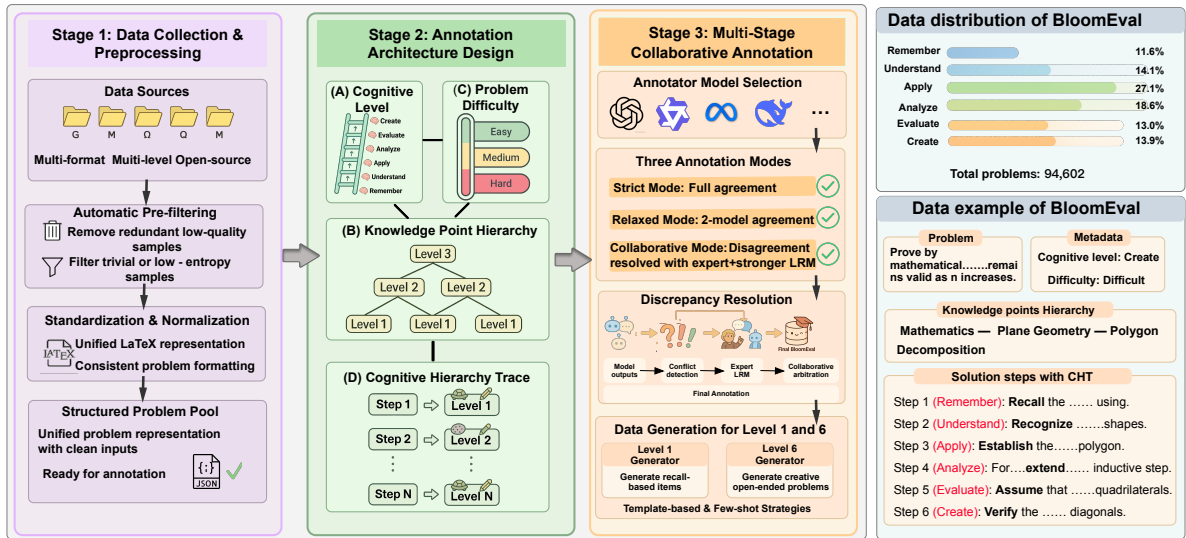 Stage 1: Data Collection &
Preprocessing
Data Sources
G M Ω Q M
Multi-format Multi-level Open-source
Automatic Pre-filtering
Remove redundant low-quality
samples
Filter trivial or low - entropy
samples
Standardization & Normalization
Unified LaTeX representation
LATEX
Consistent problem formatting
Structured Problem Pool
Unified problem representation
with clean inputs
Ready for annotation
{;}
JSON
Stage 2: Annotation
Architecture Design
(A) Cognitive
Level
Create
Evaluate
Analyze
Apply
Understand
Remember
(C) Problem
Difficulty
Easy
Medium
Hard
(B) Knowledge Point Hierarchy
Level 3
Level 2 Level 2
Level 1 Level 1 Level 1
(D) Cognitive Hierarchy Trace
Step 1 Level 1
Step 2 Level 2
Step N Level N
Stage 3: Multi-Stage
Collaborative Annotation
Annotator Model Selection
...
Three Annotation Modes
Strict Mode: Full agreement
Relaxed Mode: 2-model agreement
Collaborative Mode: Disagreement
resolved with expert+stronger LRM
Discrepancy Resolution
Final BloomEval
Model
outputs
Conflict
detection
Expert
LRM
Collaborative
arbitration
Final Annotation
Data Generation for Level 1 and 6
Level 1
Generator
Generate recall-
based items
Level 6
Generator
Generate creative
open-ended problems
Template-based & Few-shot Strategies
Data distribution of BloomEval
Remember 11.6%
Understand 14.1%
Apply 27.1%
Analyze 18.6%
Evaluate 13.0%
Create 13.9%
Total problems: 94,602
Data example of BloomEval
Problem
Prove by
mathematical…….remai
ns valid as n increases.
Metadata
Cognitive level: Create
Difficulty: Difficult
Knowledge points Hierarchy
Mathematics — Plane Geometry — Polygon
Decomposition
Solution steps with CHT
Step 1 (Remember): Recall the …… using.
Step 2 (Understand): Recognize …….shapes.
Step 3 (Apply): Establish the……polygon.
Step 4 (Analyze): For….extend…… inductive step.
Step 5 (Evaluate): Assume that ……quadrilaterals.
Step 6 (Create): Verify the …… diagonals.